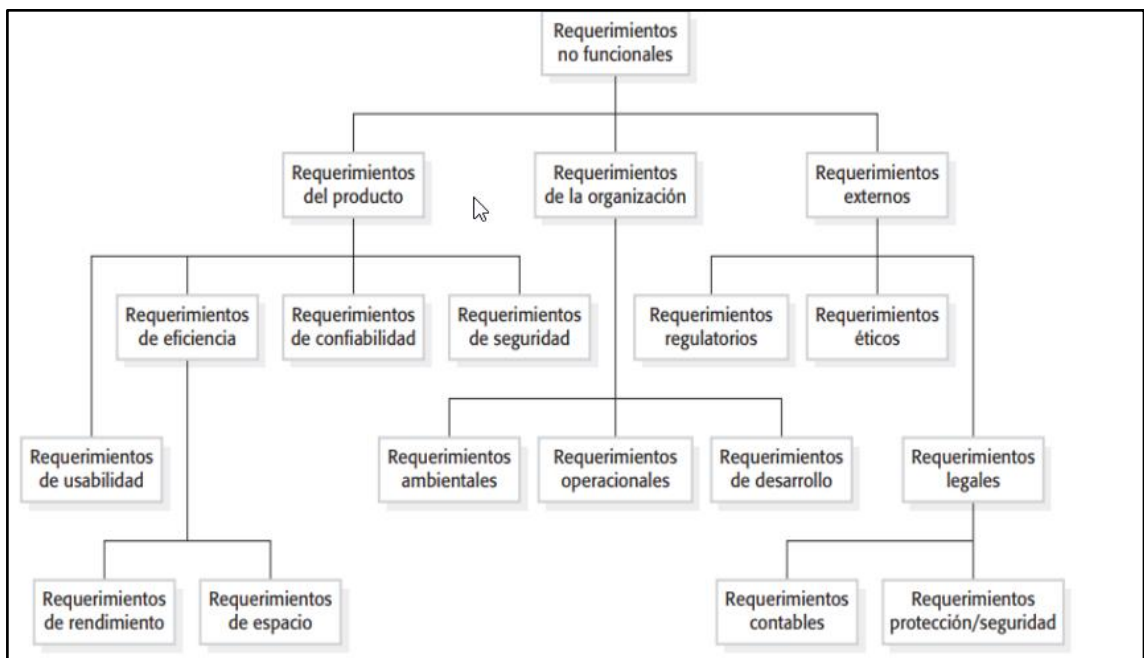 Requerimientos
no funcionales
Requerimientos
del producto
Requerimientos
de la organización
Requerimientos
externos
Requerimientos
de eficiencia
Requerimientos
de confiabilidad
Requerimientos
de seguridad
Requerimientos
regulatorios
Requerimientos
éticos
Requerimientos
de usabilidad
Requerimientos
ambientales
Requerimientos
operacionales
Requerimientos
de desarrollo
Requerimientos
legales
Requerimientos
de rendimiento
Requerimientos
de espacio
Requerimientos
contables
Requerimientos
protección/seguridad